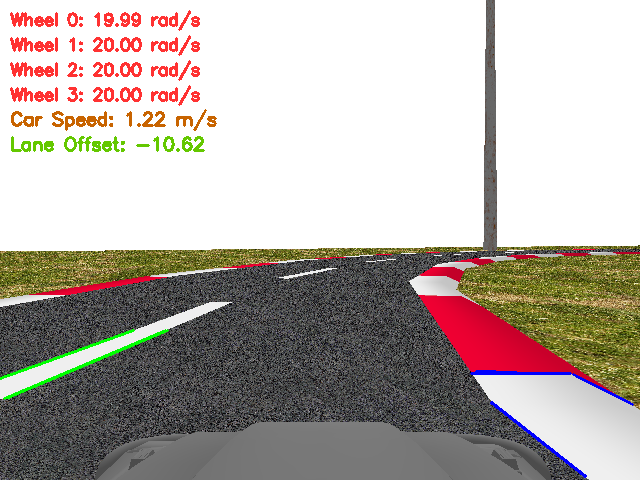 Wheel 0: 19.99 rad/s
Wheel 1: 20.00 rad/s
Wheel 2: 20.00 rad/s
Wheel 3: 20.00 rad/s
Car Speed: 1.22 m/s
Lane Offset: -10.62